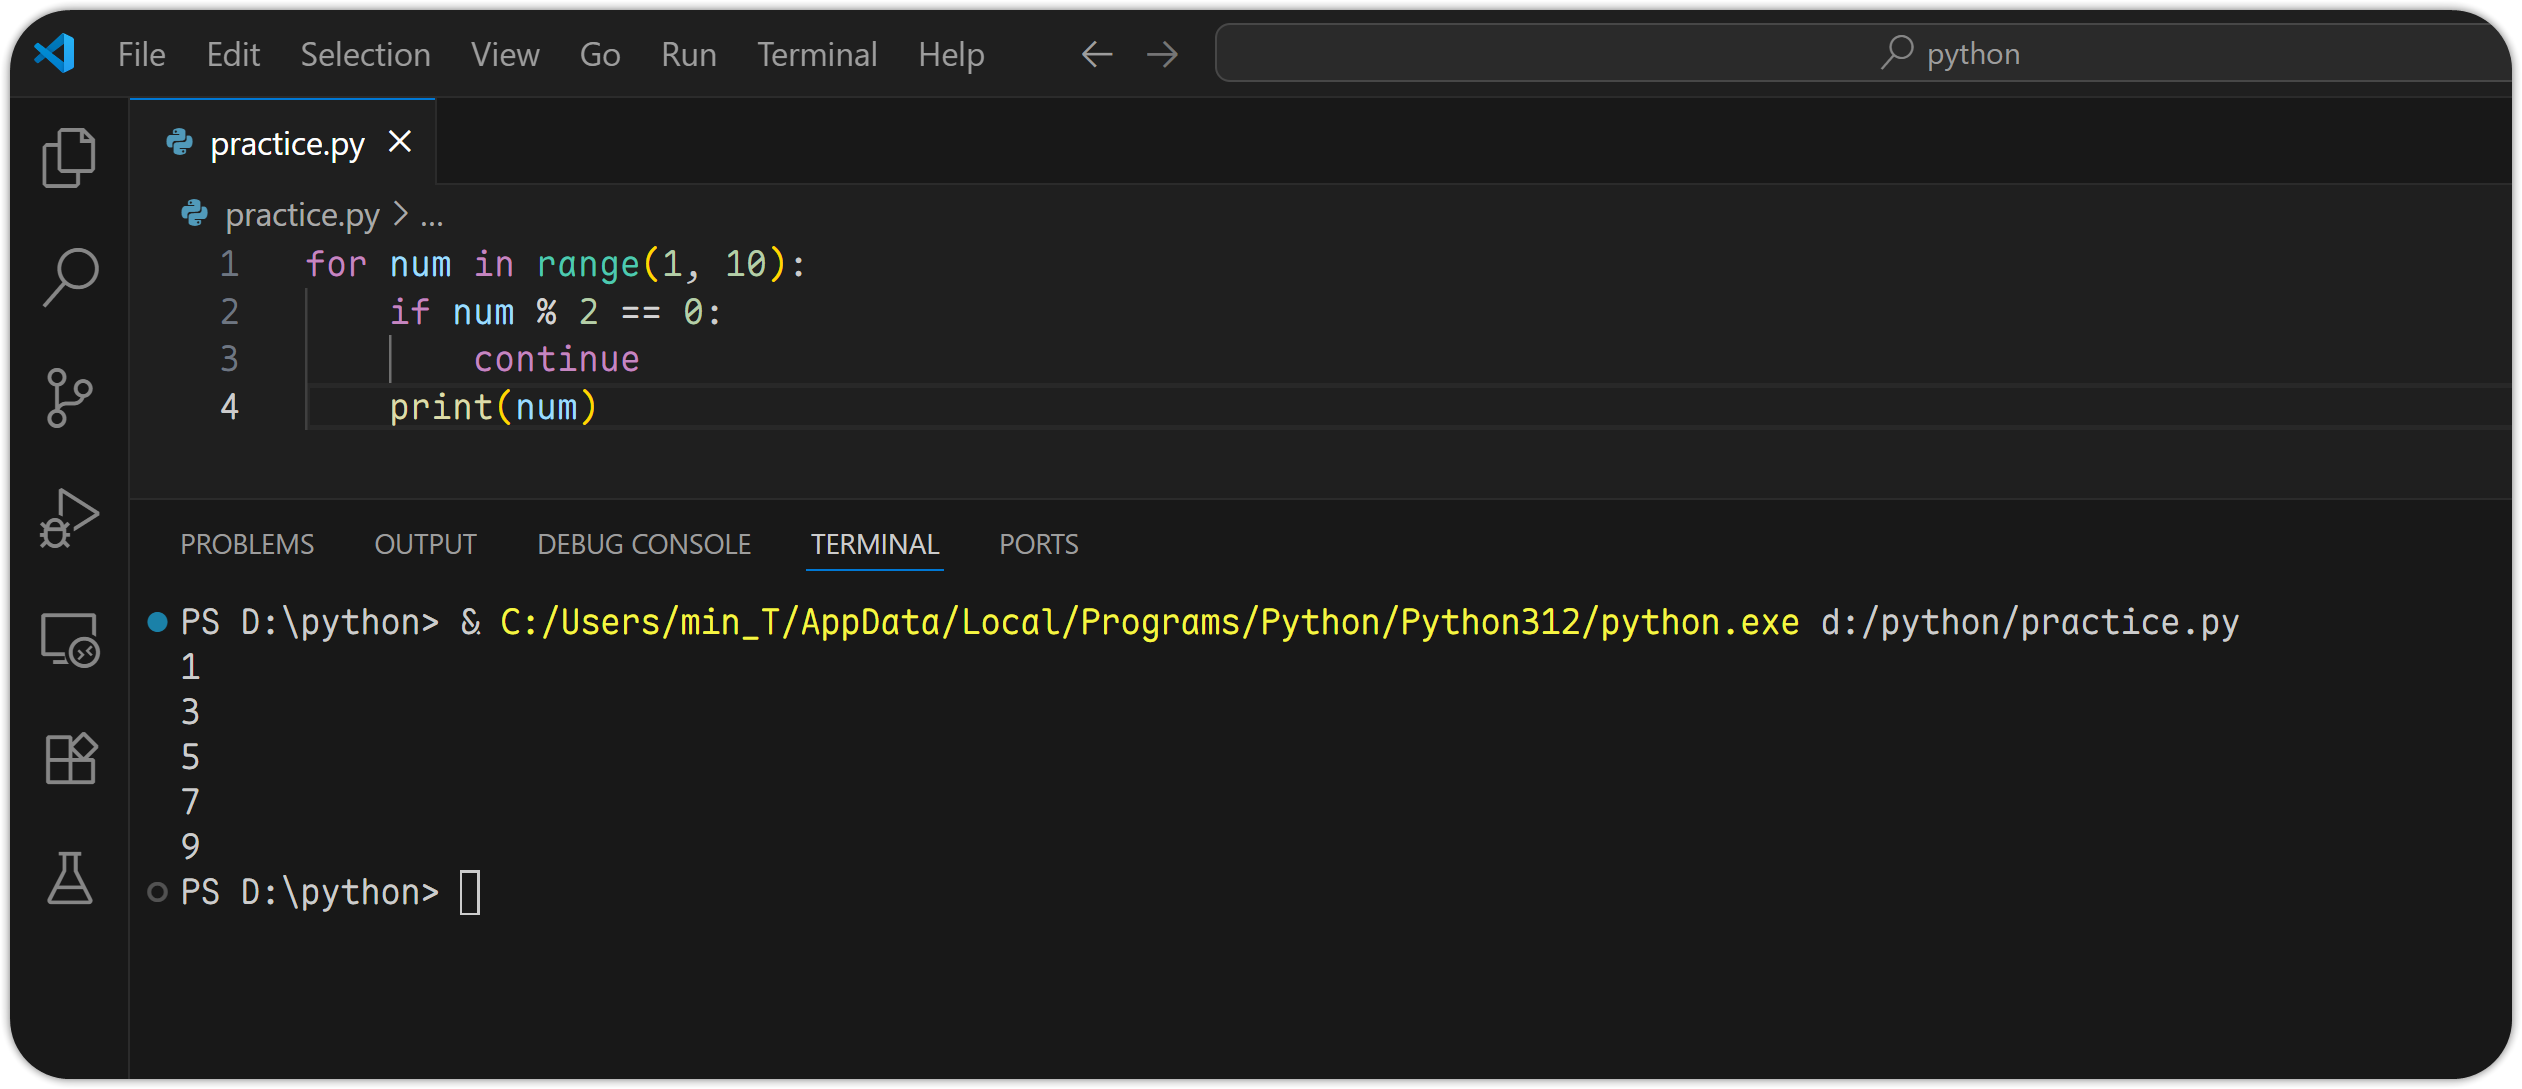 File Edit Selection View Go Run Terminal Help python
practice.py
practice.py > ...
1 for num in range(1, 10):
2     if num % 2 == 0:
3         continue
4     print(num)
PROBLEMS OUTPUT DEBUG CONSOLE TERMINAL PORTS
PS D:\python> & C:/Users/min_T/AppData/Local/Programs/Python/Python312/python.exe d:/python/practice.py
1
3
5
7
9
PS D:\python>